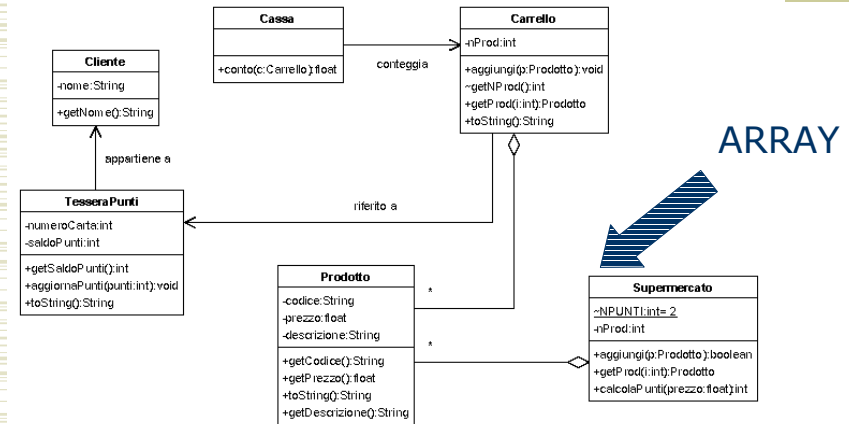 Cassa
+conto(c:Carrello):float
conteggia
Carrello
-nProd:int
+aggiungi(p:Prodotto):void
~getNProd():int
+getProd(i:int):Prodotto
+toString():String
Cliente
-nome:String
+getNome():String
appartiene a
ARRAY
TesseraPunti
-numeroCarta:int
-saldoPunti:int
+getSaldoPunti():int
+aggiornaPunti(punti:int):void
+toString():String
riferito a
Prodotto
-codice:String
-prezzo:float
-descrizione:String
+getCodice():String
+getPrezzo():float
+toString():String
+getDescrizione():String
*
*
Supermercato
~NPUNTI:int= 2
-nProd:int
+aggiungi(p:Prodotto):boolean
+getProd(i:int):Prodotto
+calcolaPunti(prezzo:float):int